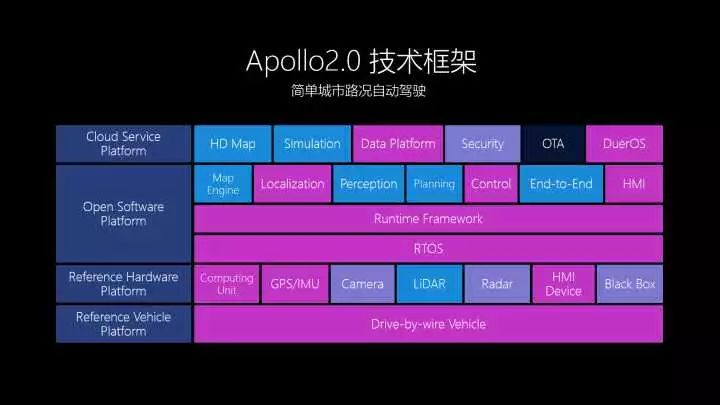 Apollo2.0 技术框架
简单城市路况自动驾驶
Cloud Service
Platform
HD Map
Simulation
Data Platform
Security
OTA
DuerOS
Open Software
Platform
Map
Engine
Localization
Perception
Planning
Control
End-to-End
HMI
Runtime Framework
RTOS
Reference Hardware
Platform
Computing
Unit
GPS/IMU
Camera
LiDAR
Radar
HMI
Device
Black Box
Reference Vehicle
Platform
Drive-by-wire Vehicle